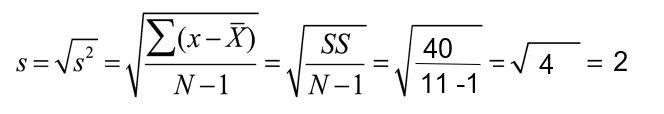 s = √s² = √(∑(x – X̄) / N – 1) = √(SS / N – 1) = √(40 / 11 -1) = √4 = 2